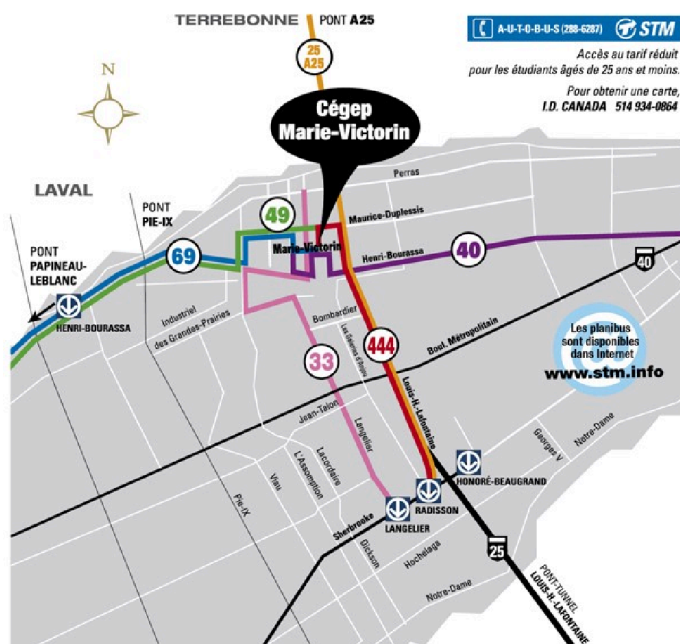 TERREBONNE
PONT A25
A-U-T-O-B-U-S (288-6287)
STM
Accès au tarif réduit
pour les étudiants âgés de 25 ans et moins.
Pour obtenir une carte,
I.D. CANADA 514 934-0864
25
A25
N
Cégep
Marie-Victorin
LAVAL
PONT
PIE-IX
PONT
PAPINEAU-
LEBLANC
Perras
49
Maurice-Duplessis
Marie-Victorin
69
Henri-Bourassa
40
40
HENRI-BOURASSA
Industriel
des Grandes-Prairies
Bombardier
Les Galeries d'Anjou
444
33
Boul. Métropolitain
Les planibus
sont disponibles
dans Internet
www.stm.info
Jean-Talon
Langelier
Louis-H.-Lafontaine
Lacordaire
L'Assomption
Viau
Pie-IX
Georges V
Notre-Dame
HONORÉ-BEAUGRAND
RADISSON
LANGELIER
Sherbrooke
Dickson
Hochelaga
Notre-Dame
25
PONT-TUNNEL
LOUIS-H.-LAFONTAINE